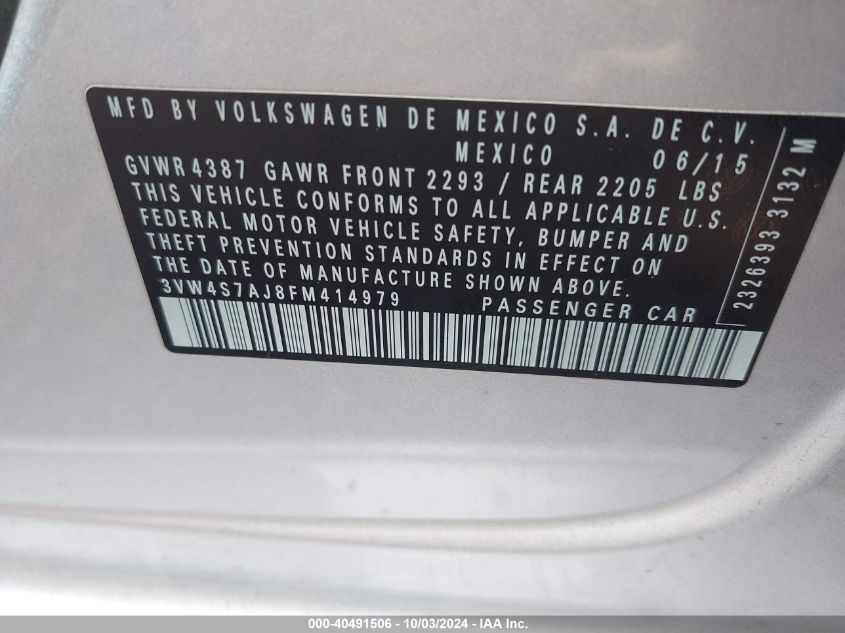 MFD BY VOLKSWAGEN DE MEXICO S.A. DE C.V.
MEXICO 06/15
GVWR 4387 GAWR FRONT 2293 / REAR 2205 LBS
THIS VEHICLE CONFORMS TO ALL APPLICABLE U.S.
FEDERAL MOTOR VEHICLE SAFETY, BUMPER AND
THEFT PREVENTION STANDARDS IN EFFECT ON
THE DATE OF MANUFACTURE SHOWN ABOVE.
3VW4S7AJ8FM414979 PASSENGER CAR
2326393 3132 M
000-40491506 - 10/03/2024 - IAA Inc.